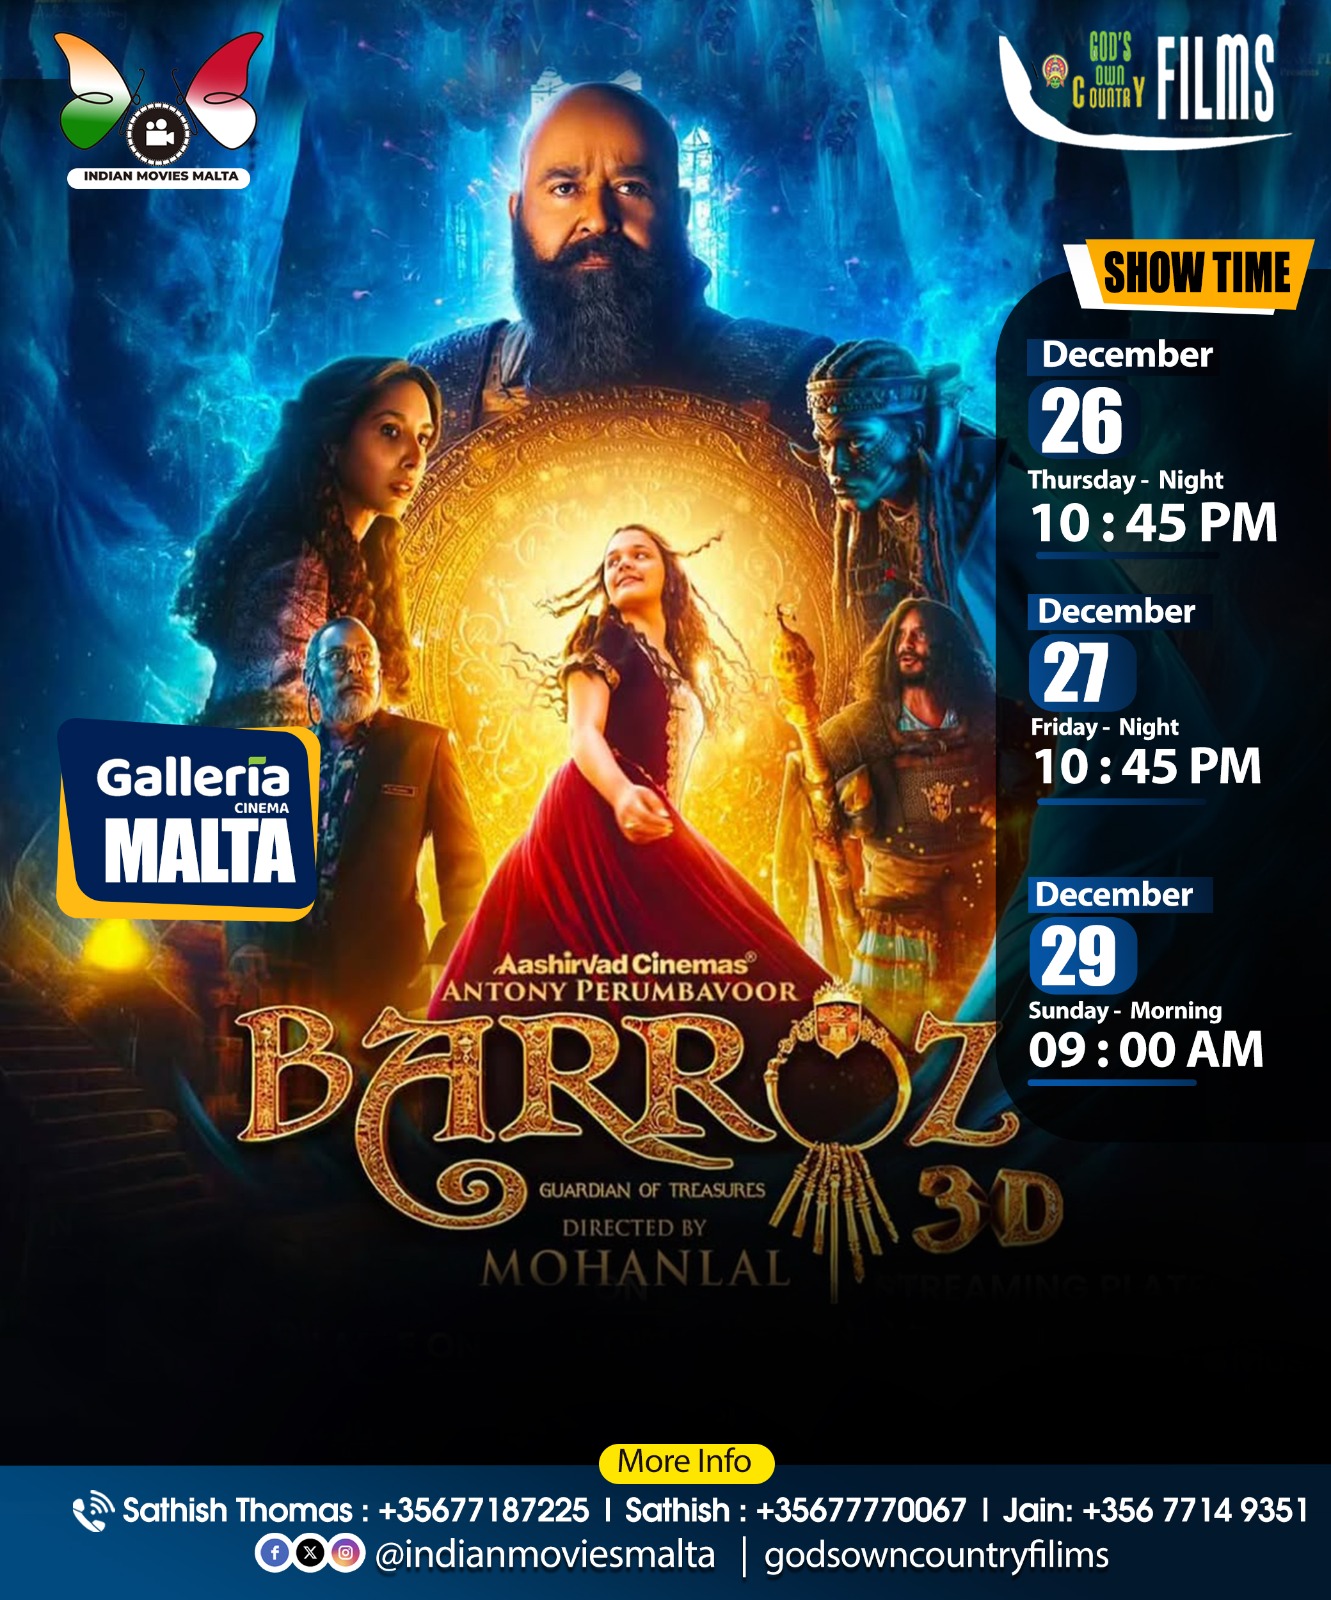 INDIAN MOVIES MALTA
GOD'S
OWN
COUNTRY
FILMS
SHOW TIME
December
26
Thursday - Night
10 : 45 PM
December
27
Friday - Night
10 : 45 PM
December
29
Sunday - Morning
09 : 00 AM
Gallería
CINEMA
MALTA
AashirVad Cinemas®
ANTONY PERUMBAVOOR
BARROZ
GUARDIAN OF TREASURES
3D
DIRECTED BY
MOHANLAL
More Info
Sathish Thomas : +35677187225 | Sathish : +35677770067 | Jain: +356 7714 9351
@indianmoviesmalta | godsowncountryfilims